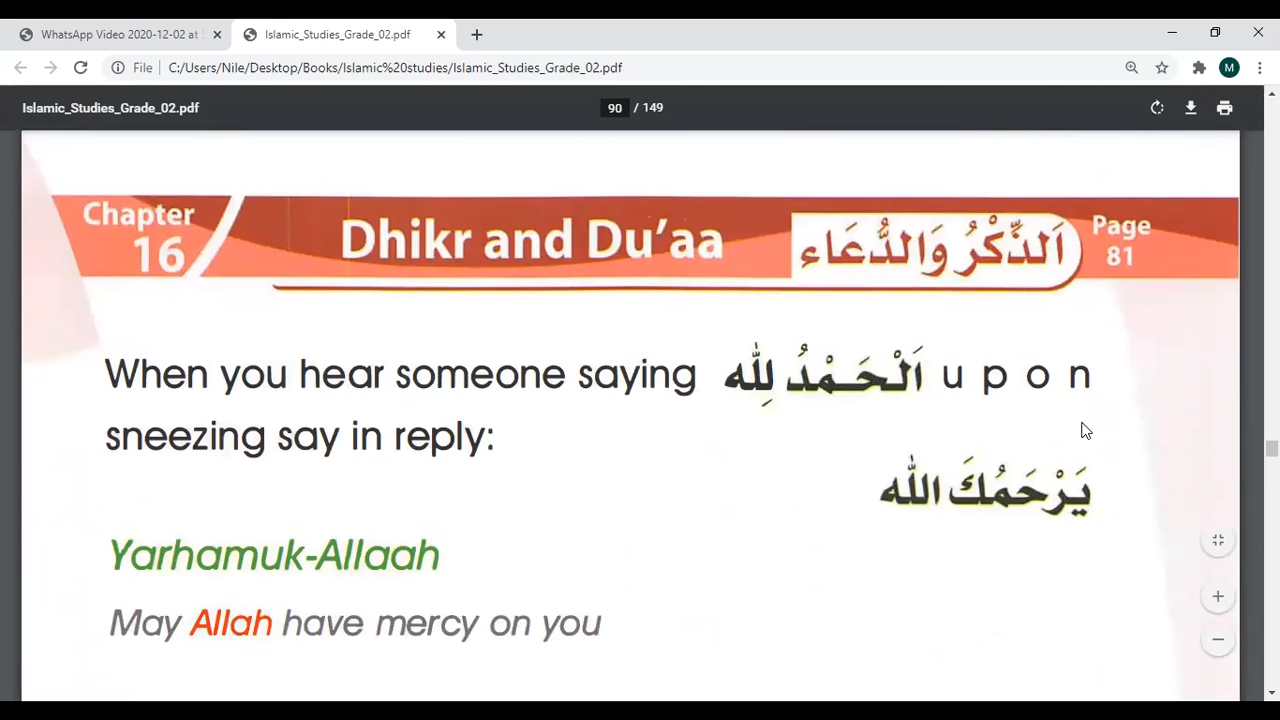 WhatsApp Video 2020-12-02 at
Islamic_Studies_Grade_02.pdf
File C:/Users/Nile/Desktop/Books/Islamic%20studies/Islamic_Studies_Grade_02.pdf M
Islamic_Studies_Grade_02.pdf 90 / 149
Chapter 16 Dhikr and Du’aa اَلذِّكْرُ وَالدُّعَاء Page 81
When you hear someone saying اَلْحَـمْدُ لِلّٰه upon
sneezing say in reply:
يَرْحَمُكَ اللّٰه
Yarhamuk-Allaah
May Allah have mercy on you